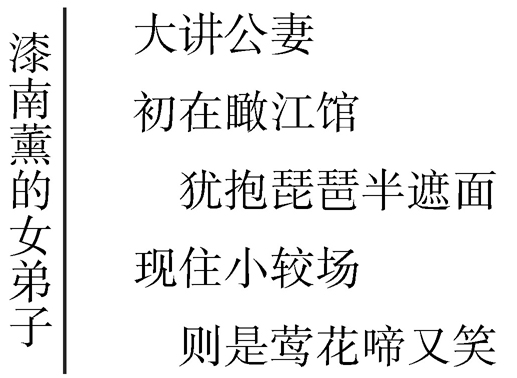 漆南薰的女弟子
大讲公妻
初在瞰江馆
犹抱琵琶半遮面
现住小较场
则是莺花啼又笑